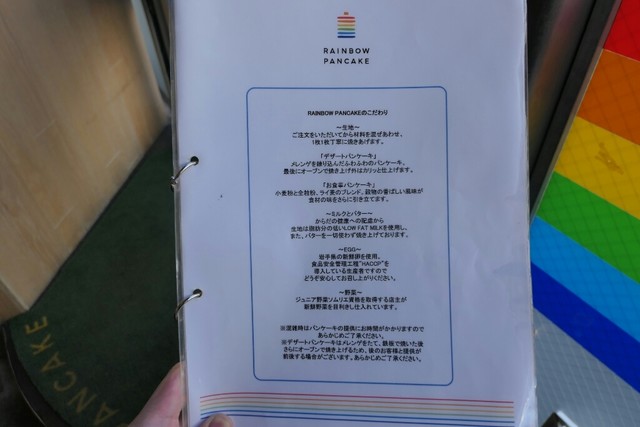 RAINBOW
PANCAKE
RAINBOW PANCAKEのこだわり
～生地～
ご注文をいただいてから材料を混ぜあわせ、
1枚1枚丁寧に焼きあげます。
「デザートパンケーキ」
メレンゲを練り込んだふわふわのパンケーキ。
最後にオーブンで焼き上げ外はカリッと仕上げます。
「お食事パンケーキ」
小麦粉と全粒粉、ライ麦のブレンド、穀物の香ばしい風味が
食材の味をさらに引き立てます。
～ミルクとバター～
からだの健康への配慮から
生地は脂肪分の低いLOW FAT MILKを使用し、
また、バターを一切使わず焼き上げております。
～EGG～
岩手県の新鮮卵を使用。
食品安全管理工程"HACCP"を
導入している生産者ですので
どうぞ安心してお召し上がりください。
～野菜～
ジュニア野菜ソムリエ資格を取得する店主が
新鮮野菜を目利きし仕入れています。
※混雑時はパンケーキの提供にお時間がかかりますので
あらかじめご了承ください。
※デザートパンケーキはメレンゲをたて、鉄板で焼いた後
さらにオーブンで焼き上げるため、後のお客様と提供が
前後する場合がございます。あらかじめご了承ください。
PANCAKE